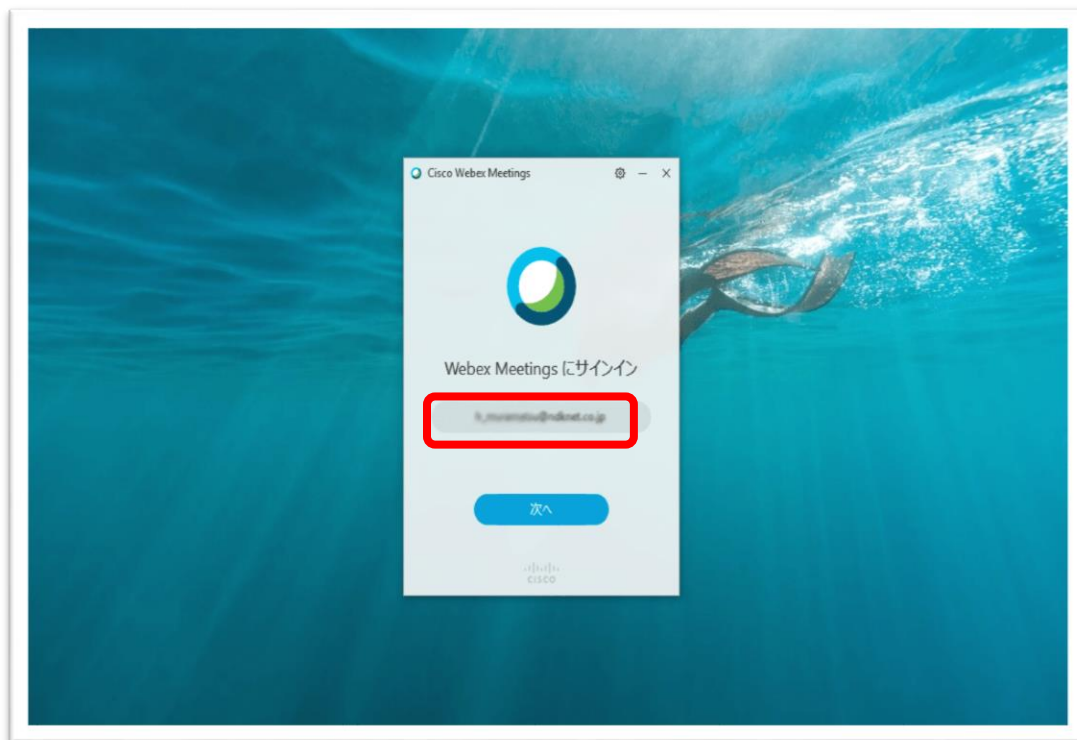 Cisco Webex Meetings
Webex Meetings にサインイン
次へ
CISCO